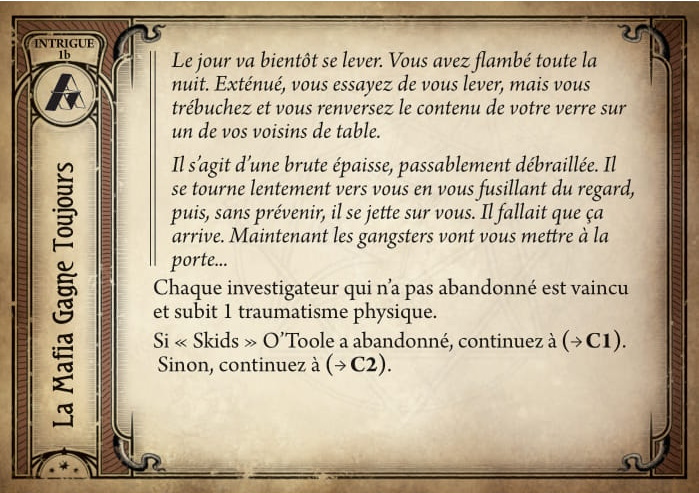 INTRIGUE
1b
La Mafia Gagne Toujours
Le jour va bientôt se lever. Vous avez flambé toute la
nuit. Exténué, vous essayez de vous lever, mais vous
trébuchez et vous renversez le contenu de votre verre sur
un de vos voisins de table.
Il s'agit d'une brute épaisse, passablement débraillée. Il
se tourne lentement vers vous en vous fusillant du regard,
puis, sans prévenir, il se jette sur vous. Il fallait que ça
arrive. Maintenant les gangsters vont vous mettre à la
porte...
Chaque investigateur qui n'a pas abandonné est vaincu
et subit 1 traumatisme physique.
Si « Skids » O'Toole a abandonné, continuez à (→C1).
Sinon, continuez à (→ C2).